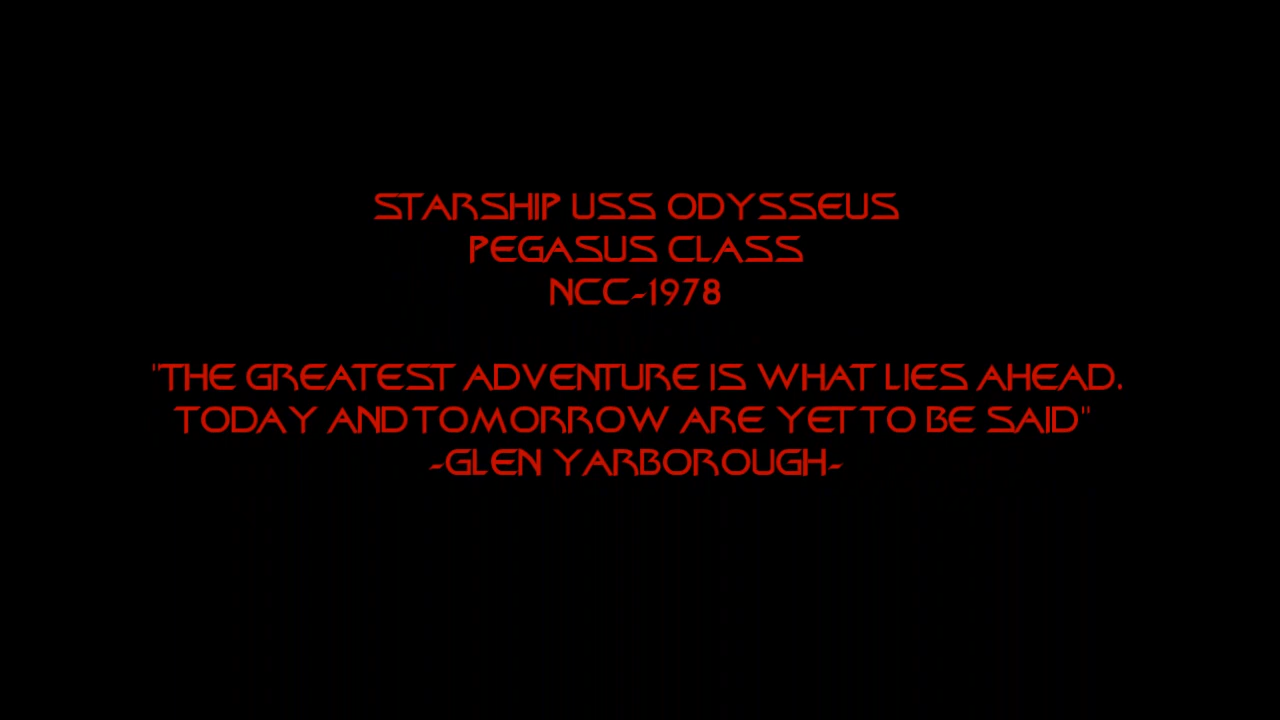 STARSHIP USS ODYSSEUS
PEGASUS CLASS
NCC-1978
"THE GREATEST ADVENTURE IS WHAT LIES AHEAD.
TODAY AND TOMORROW ARE YET TO BE SAID"
-GLEN YARBOROUGH-